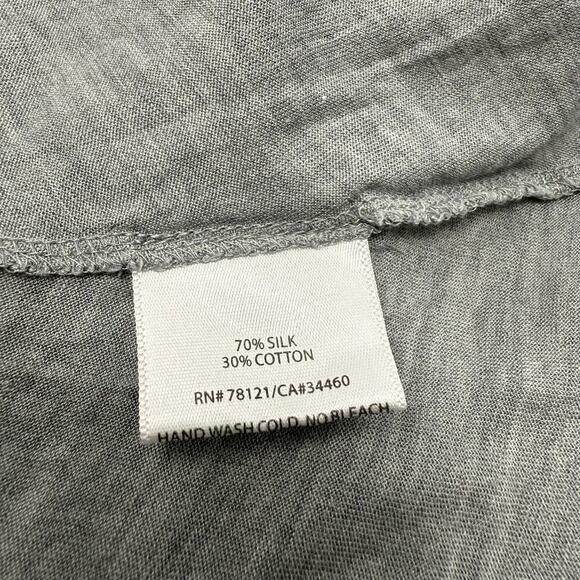 70% SILK
30% COTTON
RN# 78121/CA#34460
HAND WASH COLD, NO BLEACH